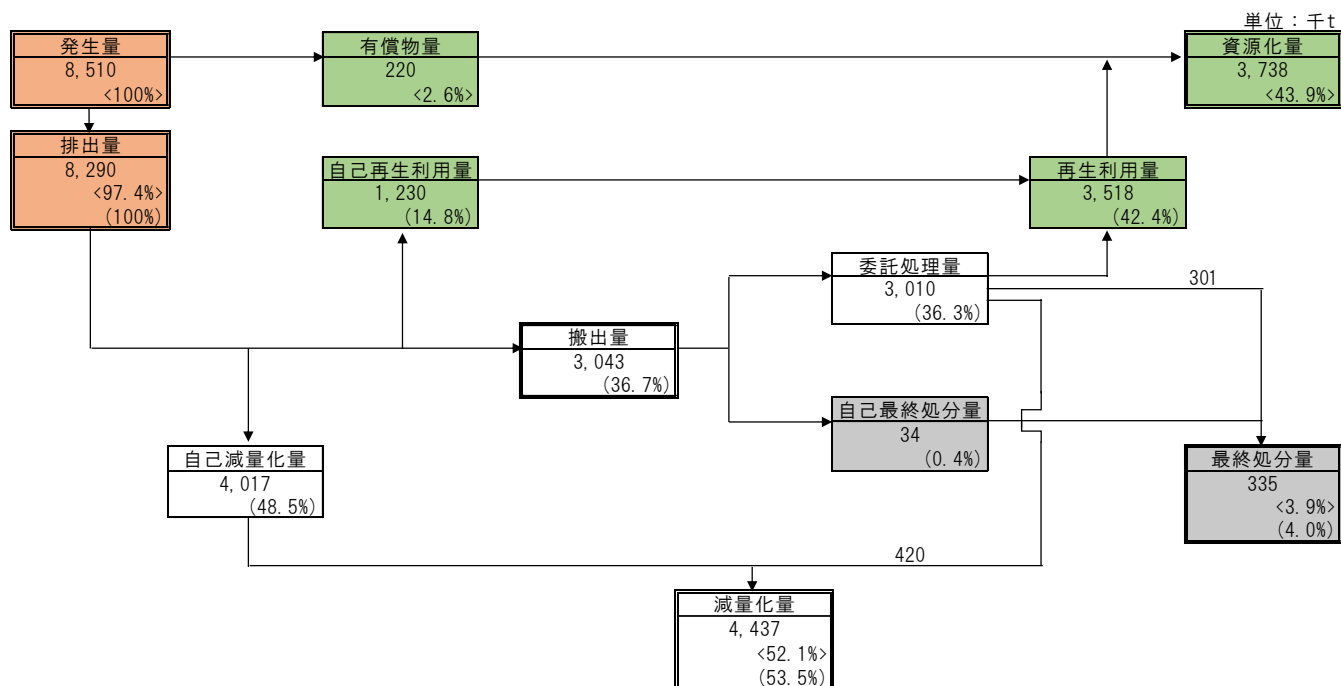 単位：千t
発生量
8,510
<100%>
有償物量
220
<2.6%>
資源化量
3,738
<43.9%>
排出量
8,290
<97.4%>
(100%)
自己再生利用量
1,230
(14.8%)
再生利用量
3,518
(42.4%)
委託処理量
3,010
(36.3%)
301
搬出量
3,043
(36.7%)
自己最終処分量
34
(0.4%)
自己減量化量
4,017
(48.5%)
最終処分量
335
<3.9%>
(4.0%)
420
減量化量
4,437
<52.1%>
(53.5%)